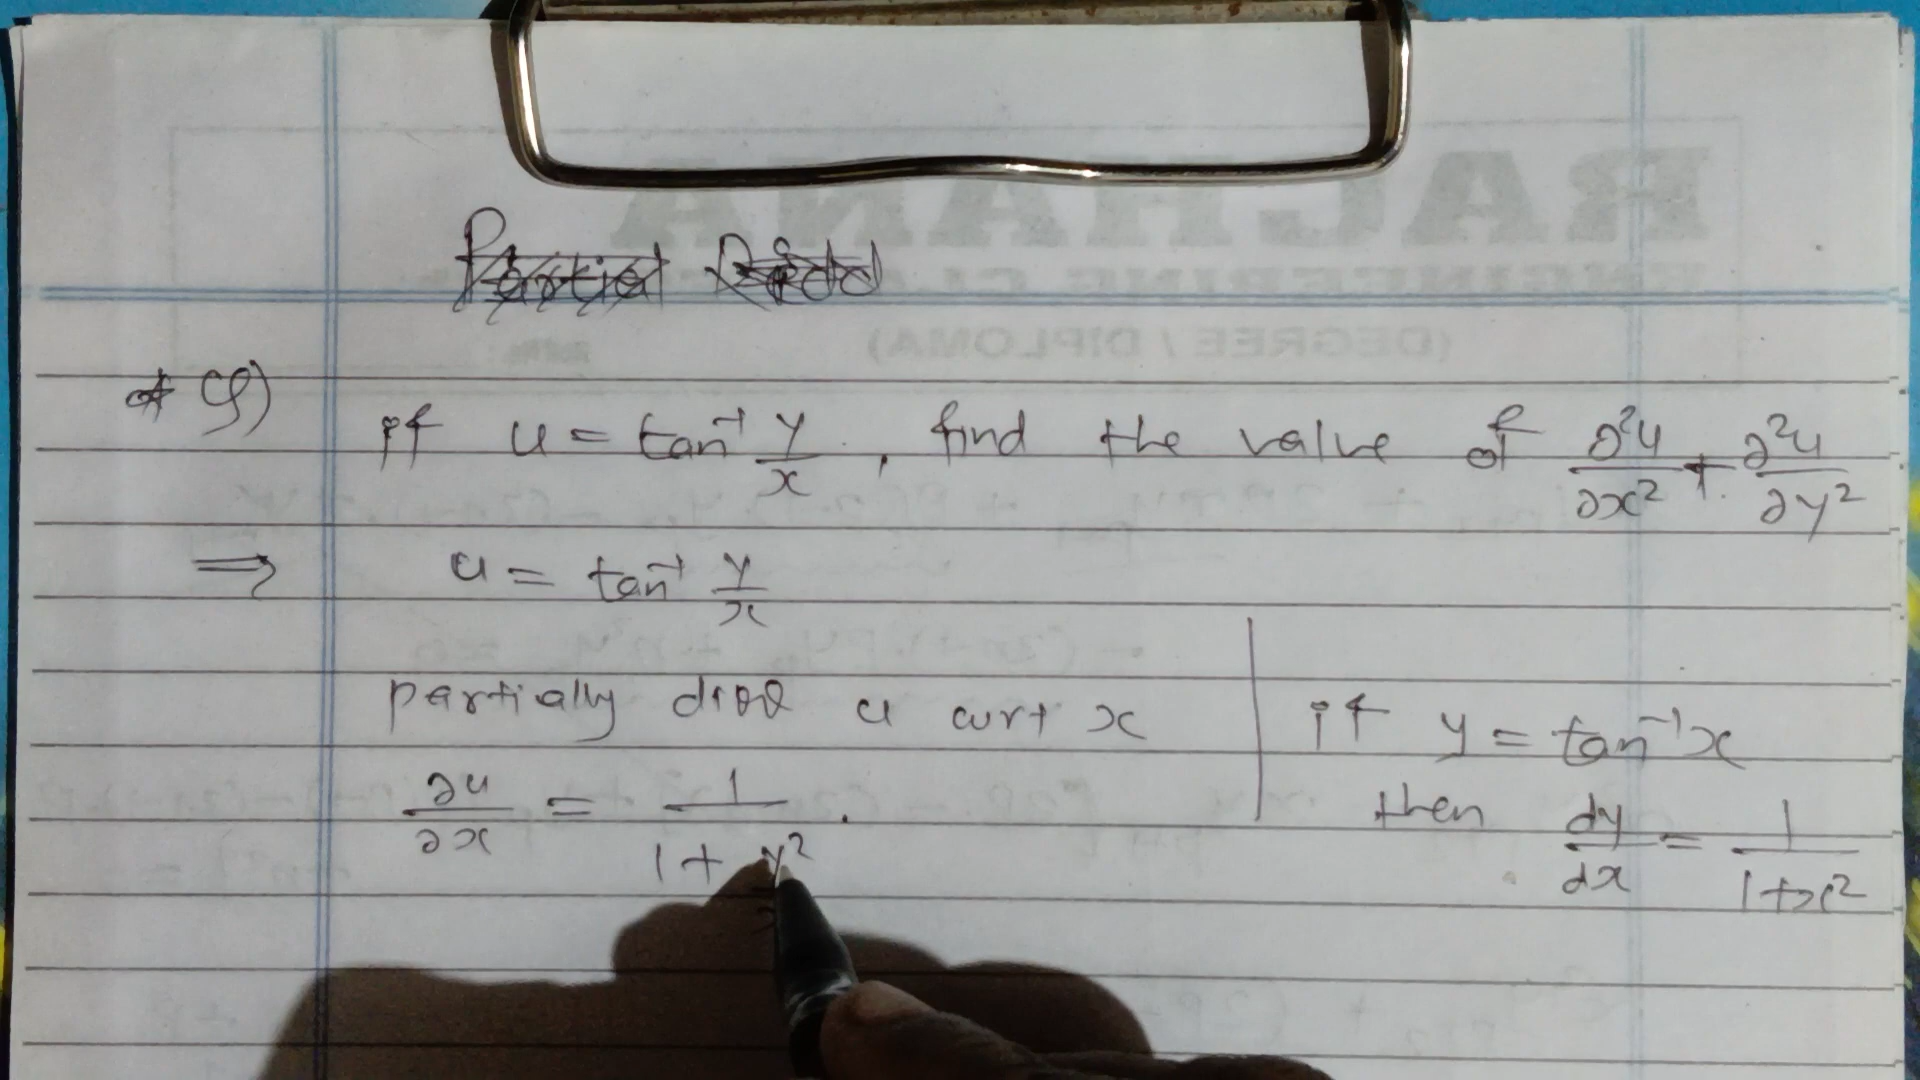 Partial
Q)
if u = tan⁻¹ y/x , find the value of ∂²u/∂x² + ∂²u/∂y²
⇒ u = tan⁻¹ y/x
partially diff u wrt x
if y = tan⁻¹x
∂u/∂x = 1/(1 + y²) .
then dy/dx = 1/(1+x²)